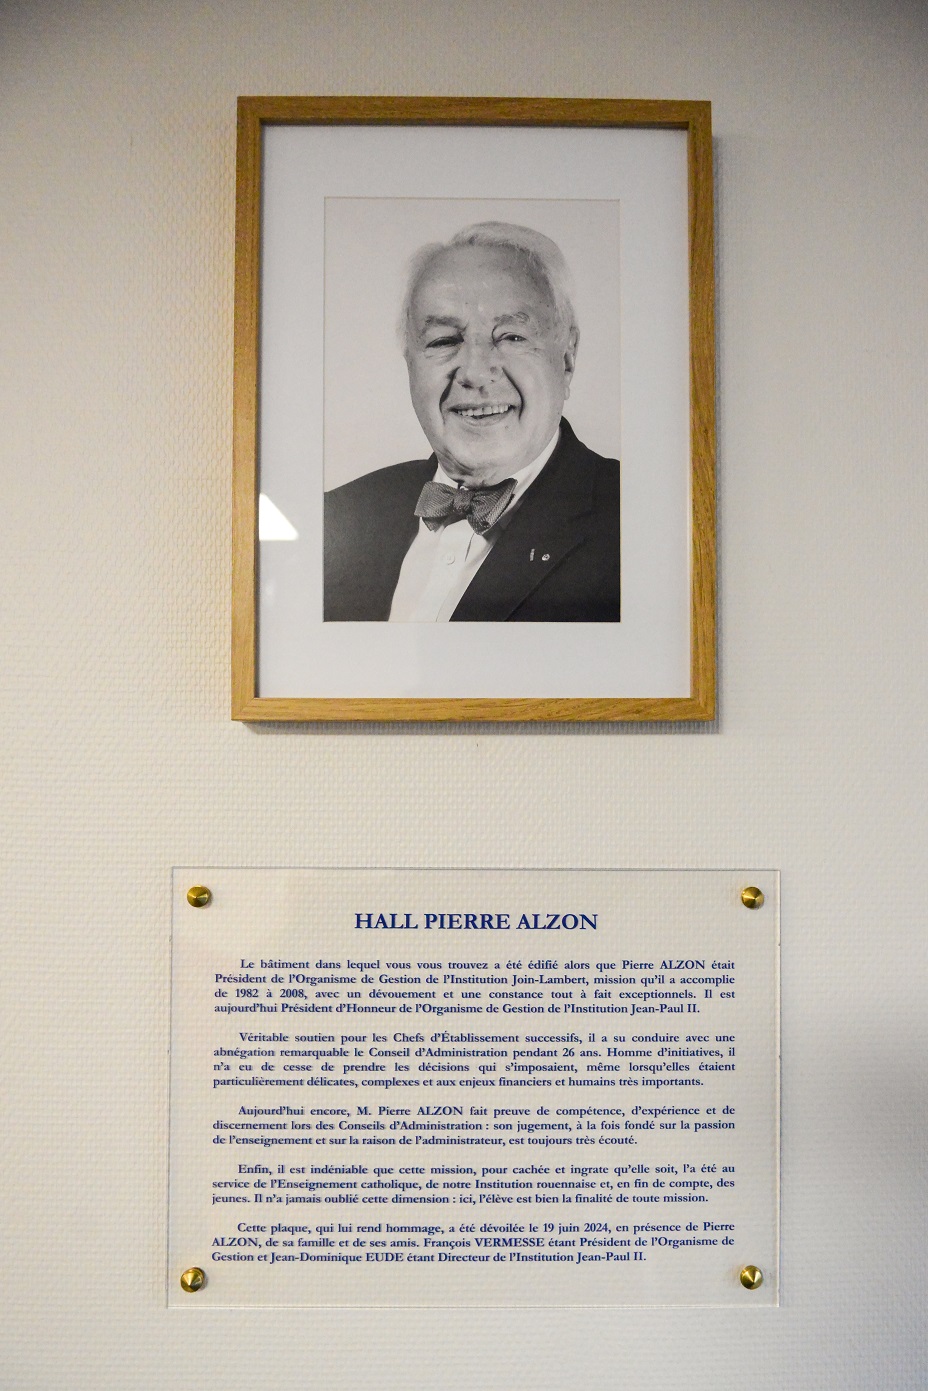 HALL PIERRE ALZON
Le bâtiment dans lequel vous vous trouvez a été édifié alors que Pierre ALZON était
Président de l'Organisme de Gestion de l'Institution Join-Lambert, mission qu'il a accomplie
de 1982 à 2008, avec un dévouement et une constance tout à fait exceptionnels. Il est
aujourd'hui Président d'Honneur de l'Organisme de Gestion de l'Institution Jean-Paul II.
Véritable soutien pour les Chefs d'Établissement successifs, il a su conduire avec une
abnégation remarquable le Conseil d'Administration pendant 26 ans. Homme d'initiatives, il
n'a eu de cesse de prendre les décisions qui s'imposaient, même lorsqu'elles étaient
particulièrement délicates, complexes et aux enjeux financiers et humains très importants.
Aujourd'hui encore, M. Pierre ALZON fait preuve de compétence, d'expérience et de
discernement lors des Conseils d'Administration : son jugement, à la fois fondé sur la passion
de l'enseignement et sur la raison de l'administrateur, est toujours très écouté.
Enfin, il est indéniable que cette mission, pour cachée et ingrate qu'elle soit, l'a été au
service de l'Enseignement catholique, de notre Institution rouennaise et, en fin de compte, des
jeunes. Il n'a jamais oublié cette dimension : ici, l'élève est bien la finalité de toute mission.
Cette plaque, qui lui rend hommage, a été dévoilée le 19 juin 2024, en présence de Pierre
ALZON, de sa famille et de ses amis. François VERMESSE étant Président de l'Organisme de
Gestion et Jean-Dominique EUDE étant Directeur de l'Institution Jean-Paul II.